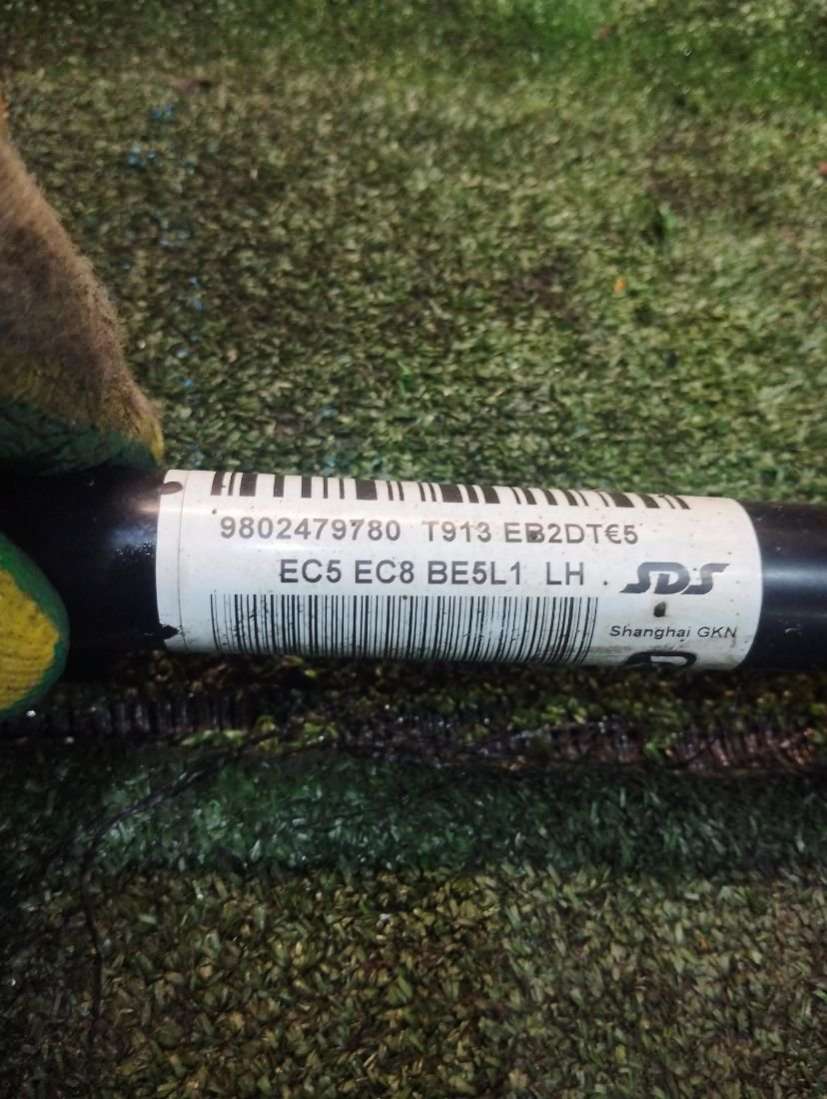 9802479780 T913 EB2DT€5
EC5 EC8 BE5L1 LH .
SDS
Shanghai GKN